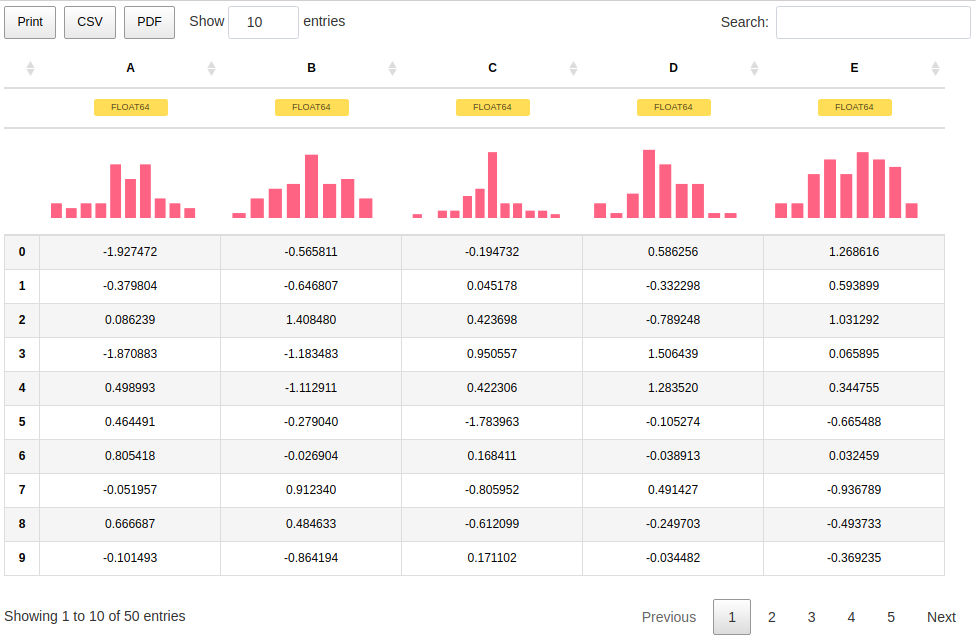 Print CSV PDF Show 10 entries Search:
A B C D E
FLOAT64 FLOAT64 FLOAT64 FLOAT64 FLOAT64
0 -1.927472 -0.565811 -0.194732 0.586256 1.268616
1 -0.379804 -0.646807 0.045178 -0.332298 0.593899
2 0.086239 1.408480 0.423698 -0.789248 1.031292
3 -1.870883 -1.183483 0.950557 1.506439 0.065895
4 0.498993 -1.112911 0.422306 1.283520 0.344755
5 0.464491 -0.279040 -1.783963 -0.105274 -0.665488
6 0.805418 -0.026904 0.168411 -0.038913 0.032459
7 -0.051957 0.912340 -0.805952 0.491427 -0.936789
8 0.666687 0.484633 -0.612099 -0.249703 -0.493733
9 -0.101493 -0.864194 0.171102 -0.034482 -0.369235
Showing 1 to 10 of 50 entries Previous 1 2 3 4 5 Next